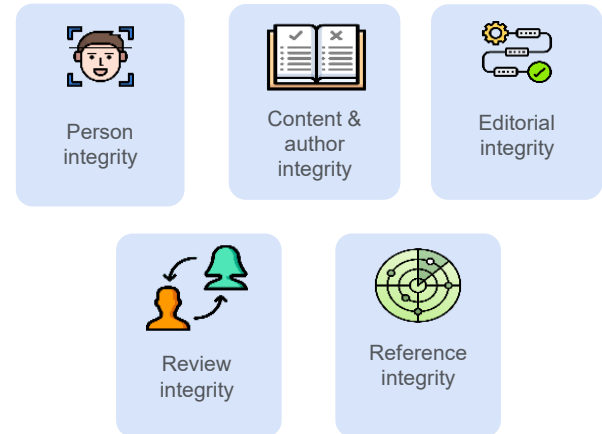 Person
integrity
Content &
author
integrity
Editorial
integrity
Review
integrity
Reference
integrity